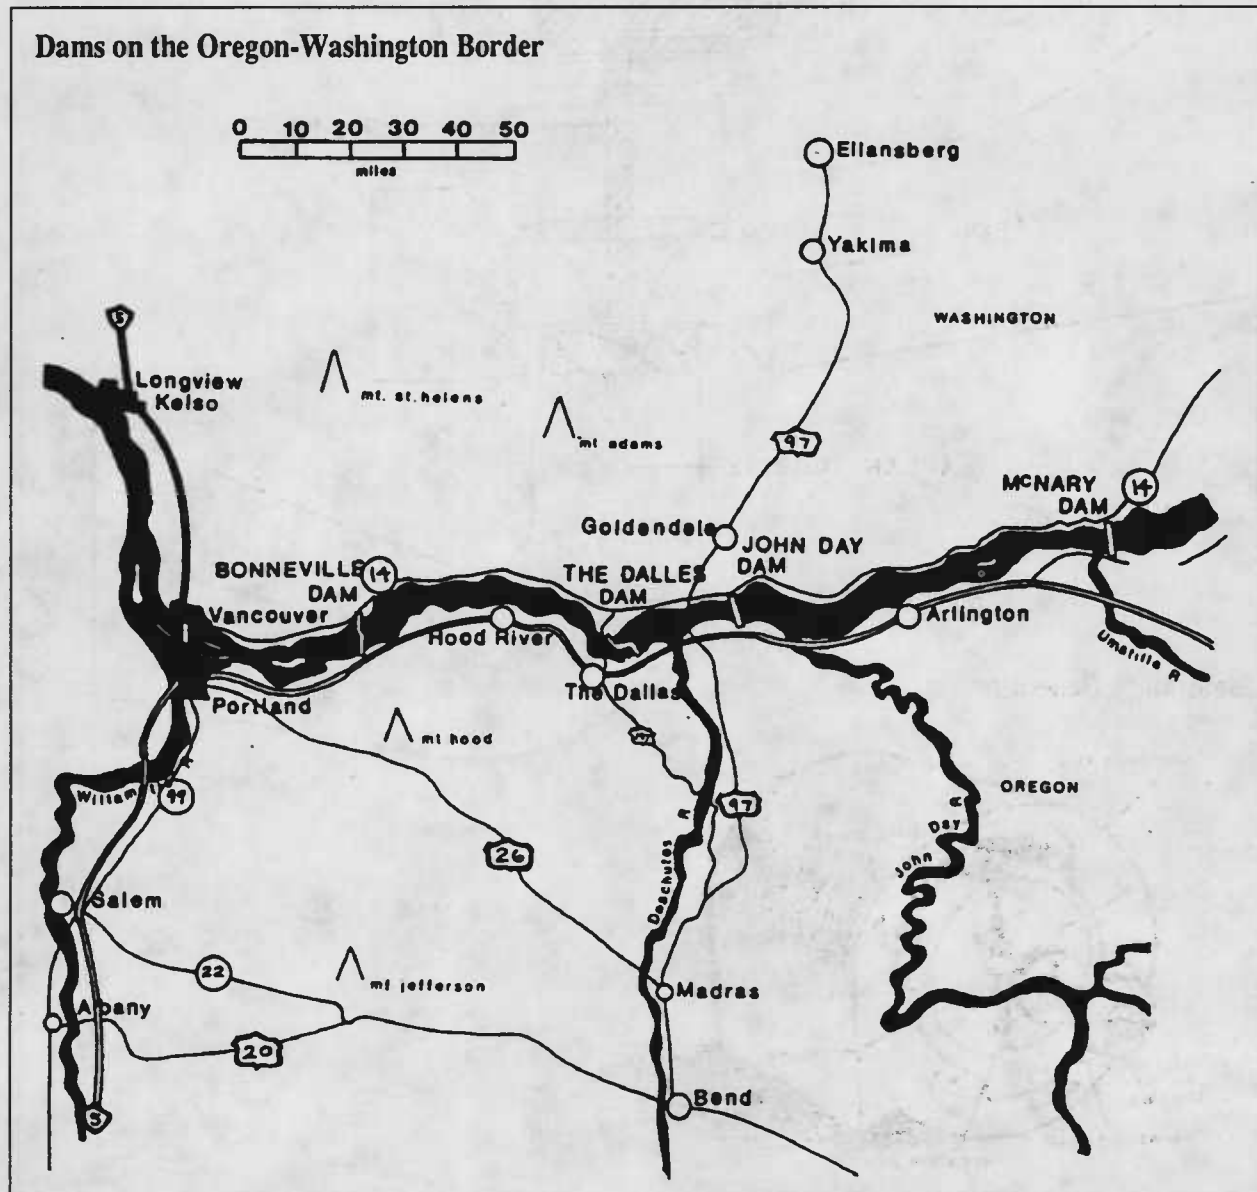 Dams on the Oregon-Washington Border
0 10 20 30 40 50
miles
Ellansberg
Yakima
WASHINGTON
5
Longview
Kelso
mt. st. helens
mt adams
97
McNARY
DAM
14
Goldendale
JOHN DAY
DAM
BONNEVILLE
DAM
14
THE DALLES
DAM
Vancouver
Hood River
Arlington
Umatilla R
The Dallas
Portland
mt hood
OREGON
99
97
John Day R
26
Deschutes R
Salem
22
mt jefferson
Madras
Albany
20
Bend
5